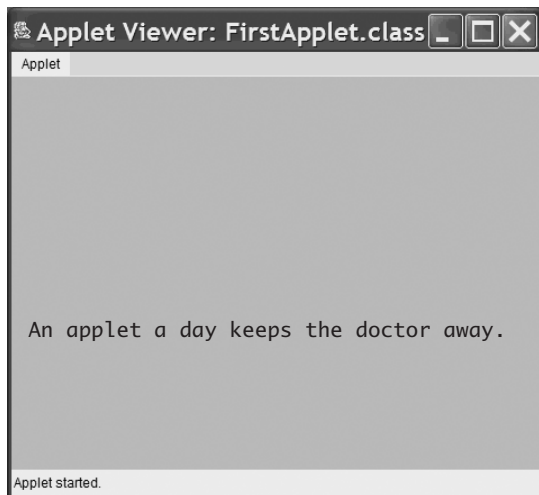 Applet Viewer: FirstApplet.class
Applet
An applet a day keeps the doctor away.
Applet started.